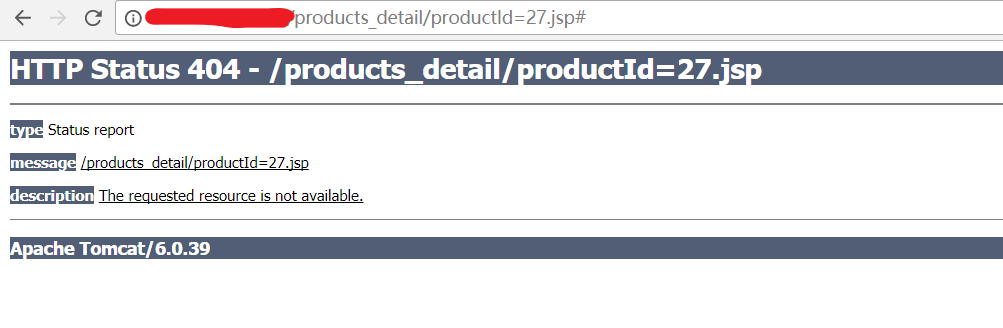 /products_detail/productId=27.jsp#
HTTP Status 404 - /products_detail/productId=27.jsp
type Status report
message /products_detail/productId=27.jsp
description The requested resource is not available.
Apache Tomcat/6.0.39